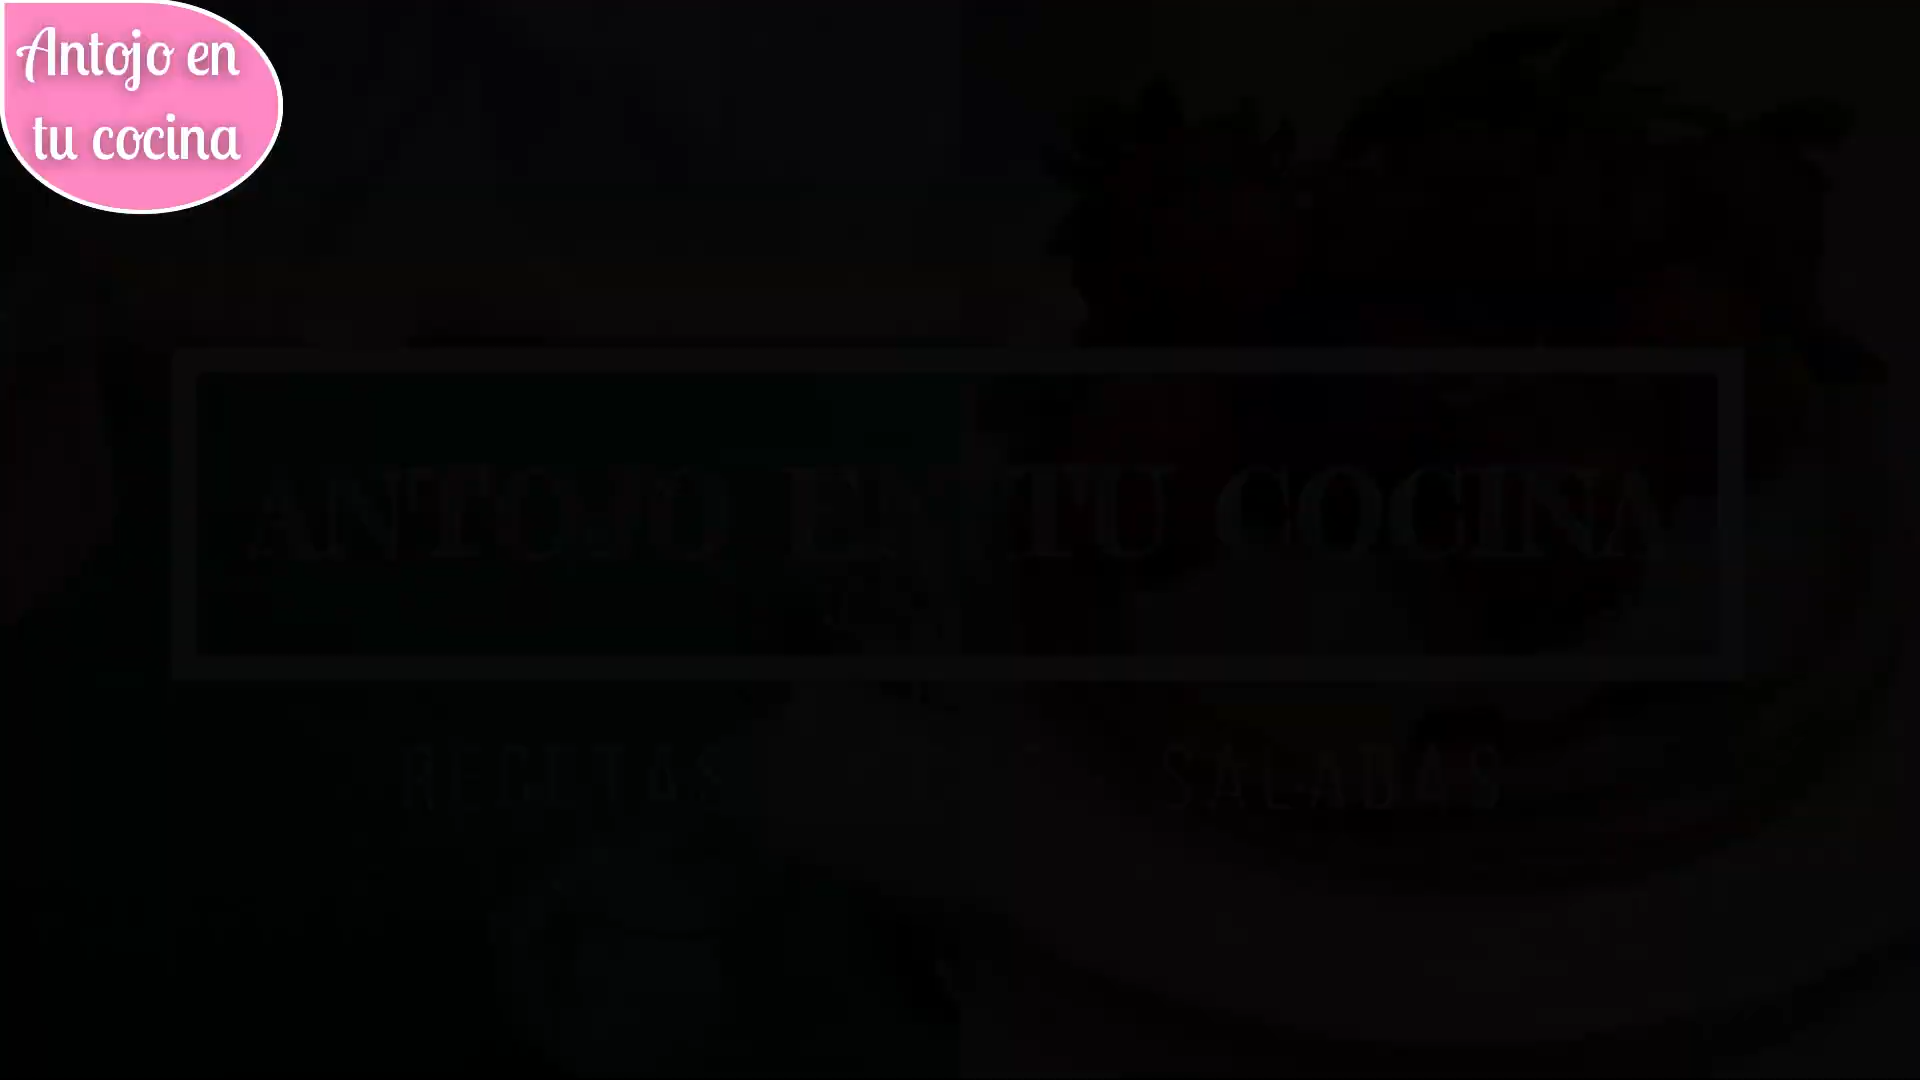 Antojo en
tu cocina
ANTOJO EN TU COCINA
RECETAS SALADAS